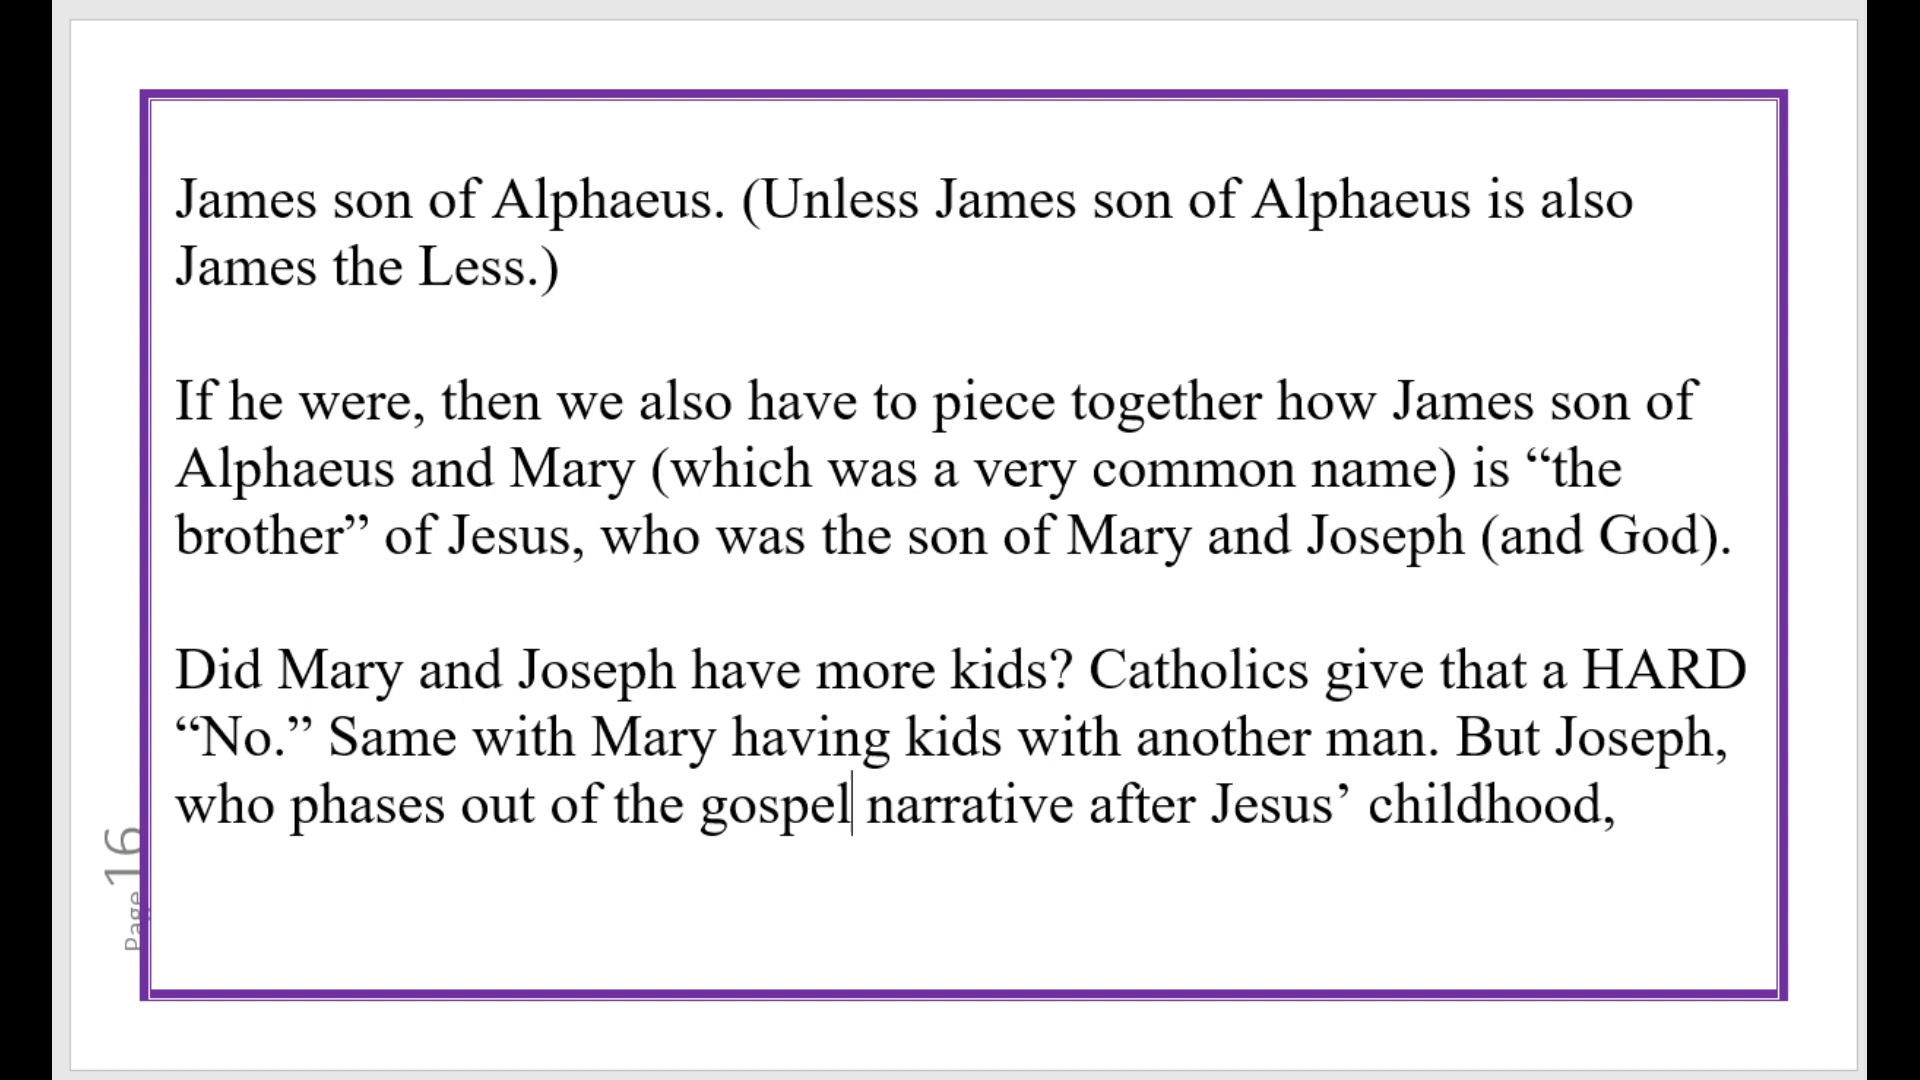 James son of Alphaeus. (Unless James son of Alphaeus is also
James the Less.)
If he were, then we also have to piece together how James son of
Alphaeus and Mary (which was a very common name) is “the
brother” of Jesus, who was the son of Mary and Joseph (and God).
Did Mary and Joseph have more kids? Catholics give that a HARD
“No.” Same with Mary having kids with another man. But Joseph,
who phases out of the gospel narrative after Jesus’ childhood,
Page 16